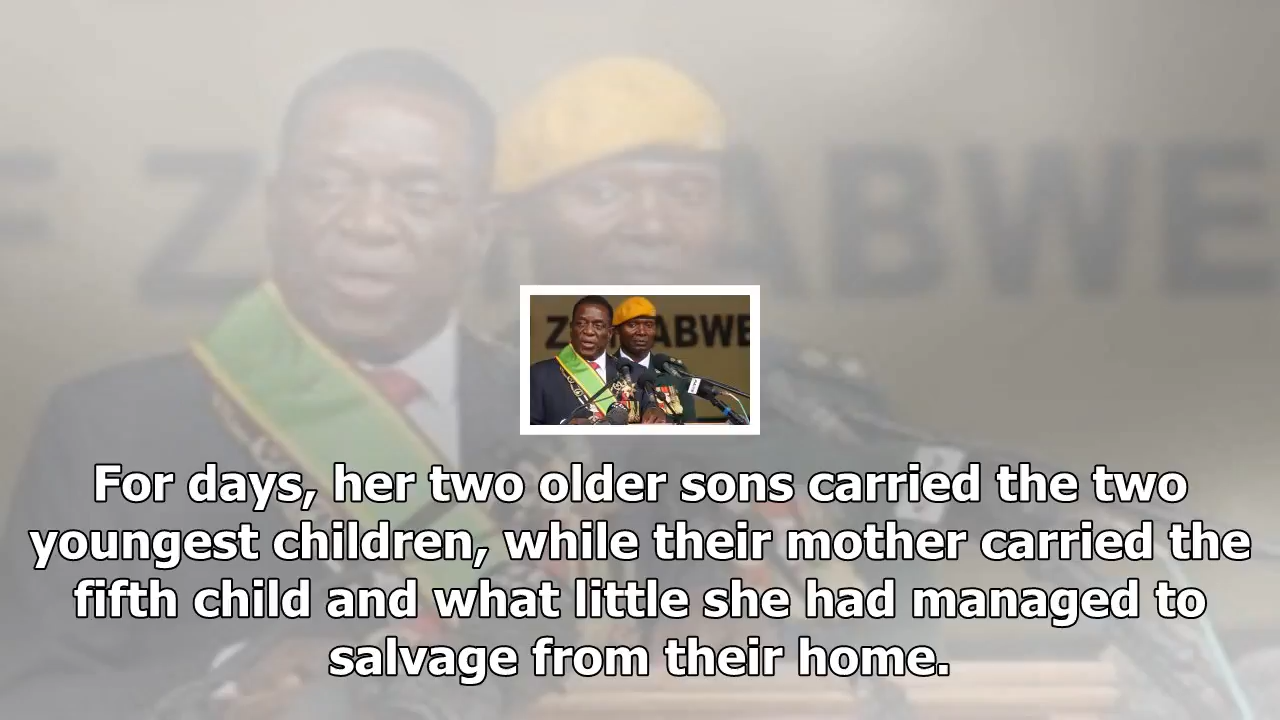 ZIMBABWE
For days, her two older sons carried the two
youngest children, while their mother carried the
fifth child and what little she had managed to
salvage from their home.